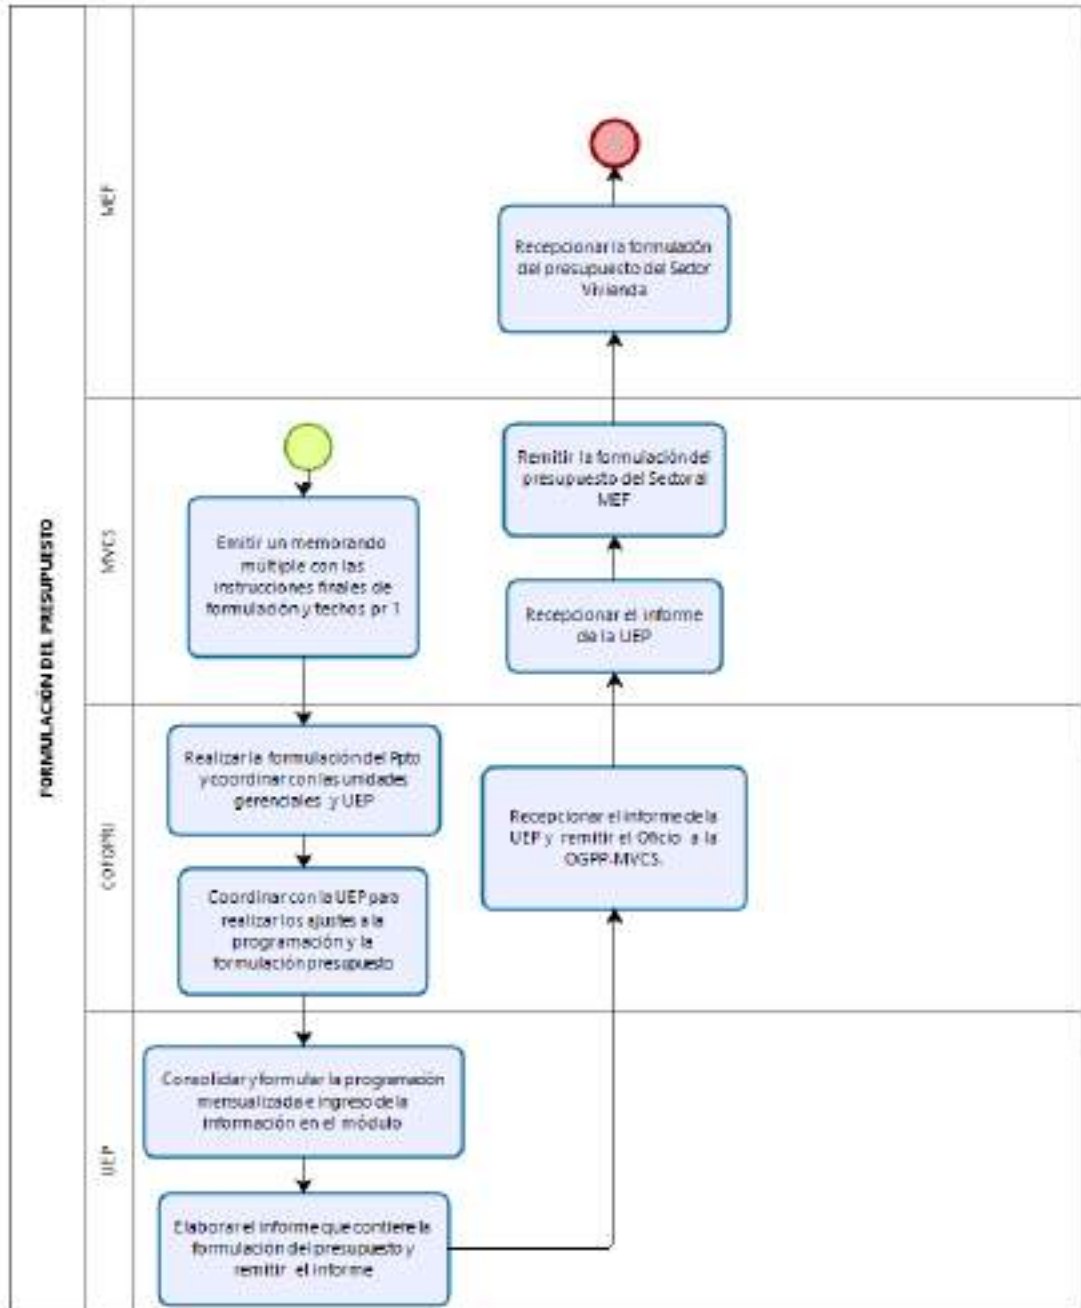 FORMULACIÓN DEL PRESUPUESTO
MEF
Recepcionar la formulación
del presupuesto del Sector
Vivienda
MVCS
Emitir un memorando
múltiple con las
instrucciones finales de
formulación y techos pr 1
Remitir la formulación del
presupuesto del Sector al
MEF
Recepcionar el informe
de la UEP
COFOPRI
Realizar la formulación del Ppto
y coordinar con las unidades
gerenciales y UEP
Coordinar con la UEP para
realizar los ajustes a la
programación y la
formulación presupuesto
Recepcionar el informe de la
UEP y remitir el Oficio a la
OGPP-MVCS.
UEP
Consolidar y formular la programación
mensualizada e ingreso de la
información en el módulo
Elaborar el informe que contiene la
formulación del presupuesto y
remitir el informe